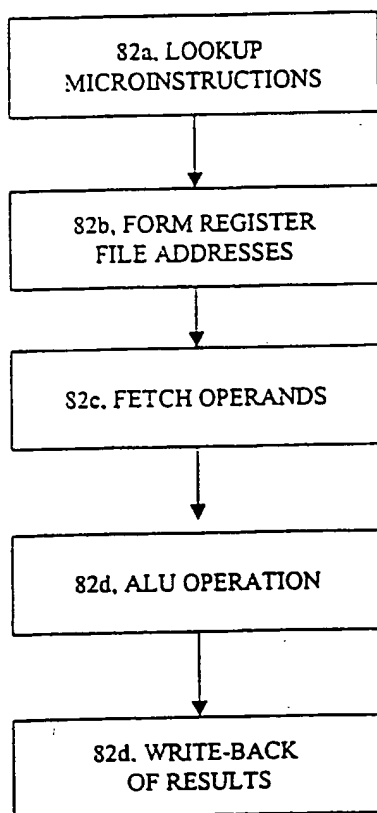 82a. LOOKUP
MICROINSTRUCTIONS
82b, FORM REGISTER
FILE ADDRESSES
82c. FETCH OPERANDS
82d, ALU OPERATION
82d. WRITE-BACK
OF RESULTS